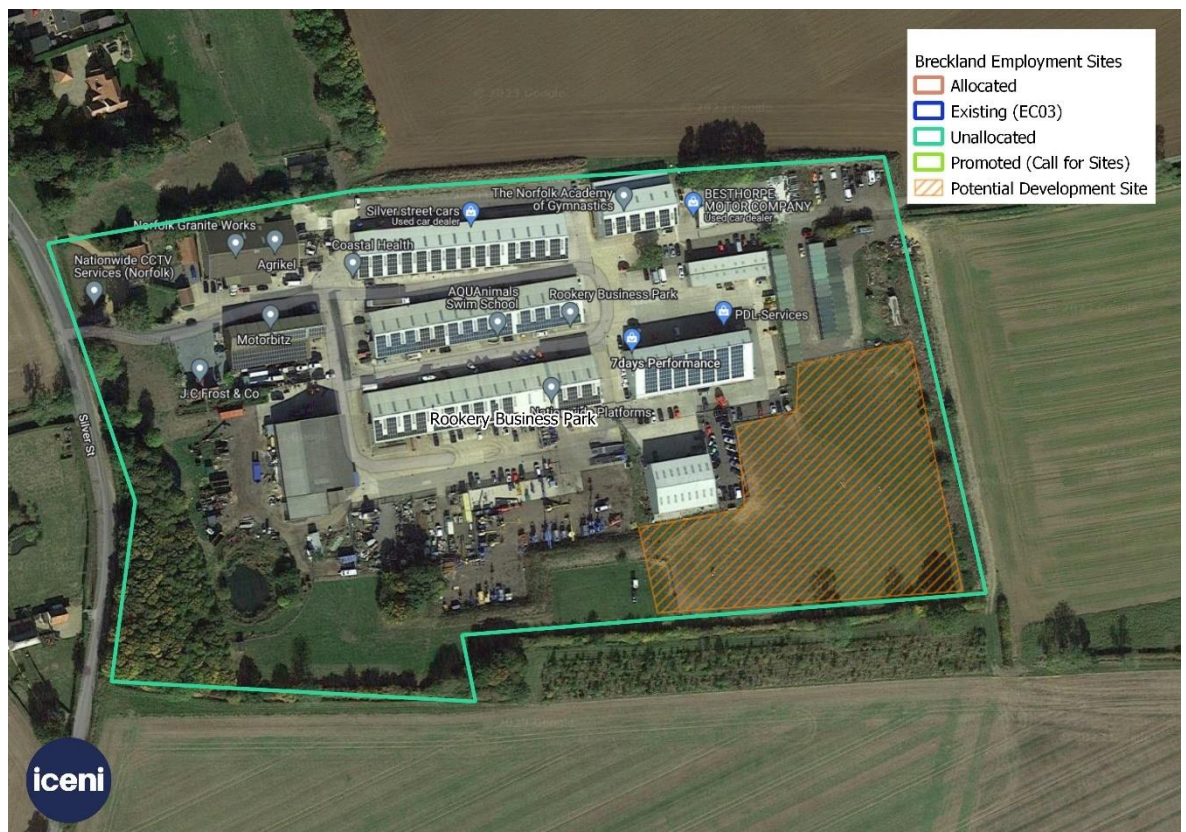 Breckland Employment Sites
Allocated
Existing (EC03)
Unallocated
Promoted (Call for Sites)
Potential Development Site
The Norfolk Academy
of Gymnastics
BESTHORPE
MOTOR COMPANY
Used car dealer
Silver street cars
Used car dealer
Norfolk Granite Works
Agrikel
Coastal Health
Nationwide CCTV
Services (Norfolk)
AQUAnimals
Swim School
Rookery Business Park
PDL Services
Motorbitz
7days Performance
J.C Frost & Co
Platforms
Rookery Business Park
Silver St
iceni